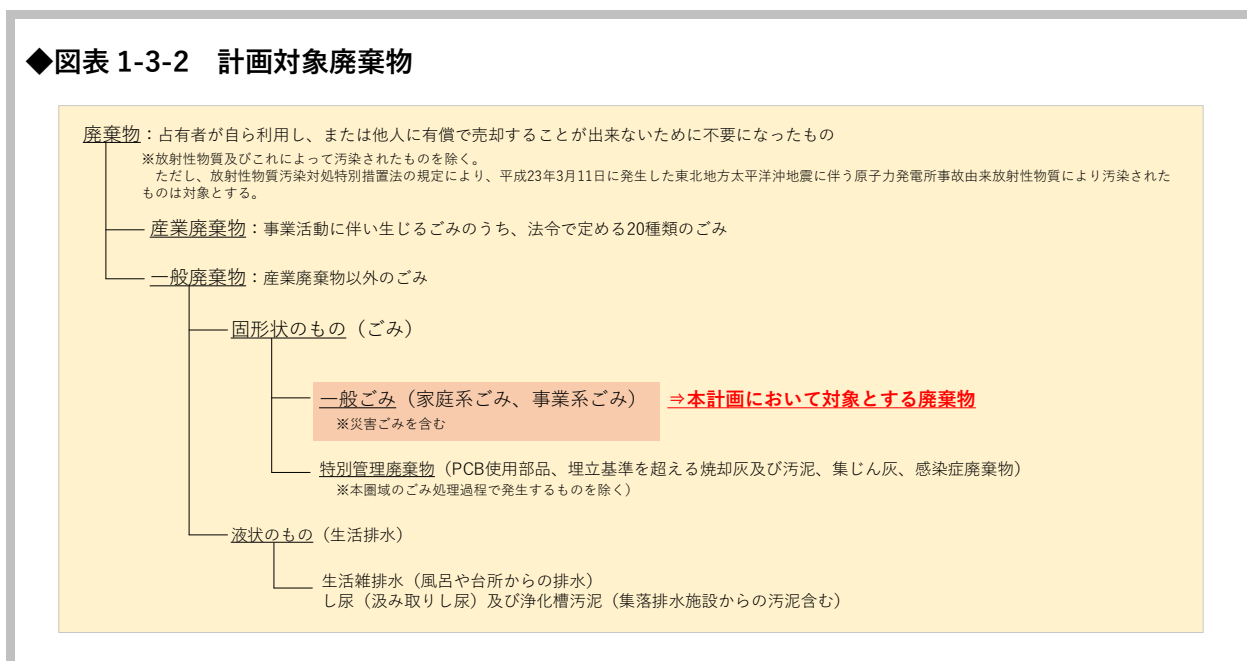 ◆図表 1-3-2　計画対象廃棄物
廃棄物：占有者が自ら利用し、または他人に有償で売却することが出来ないために不要になったもの
※放射性物質及びこれによって汚染されたものを除く。
ただし、放射性物質汚染対処特別措置法の規定により、平成23年3月11日に発生した東北地方太平洋沖地震に伴う原子力発電所事故由来放射性物質により汚染された
ものは対象とする。
産業廃棄物：事業活動に伴い生じるごみのうち、法令で定める20種類のごみ
一般廃棄物：産業廃棄物以外のごみ
固形状のもの（ごみ）
一般ごみ（家庭系ごみ、事業系ごみ）　⇒本計画において対象とする廃棄物
※災害ごみを含む
特別管理廃棄物（PCB使用部品、埋立基準を超える焼却灰及び汚泥、集じん灰、感染症廃棄物）
※本圏域のごみ処理過程で発生するものを除く）
液状のもの（生活排水）
生活雑排水（風呂や台所からの排水）
し尿（汲み取りし尿）及び浄化槽汚泥（集落排水施設からの汚泥含む）